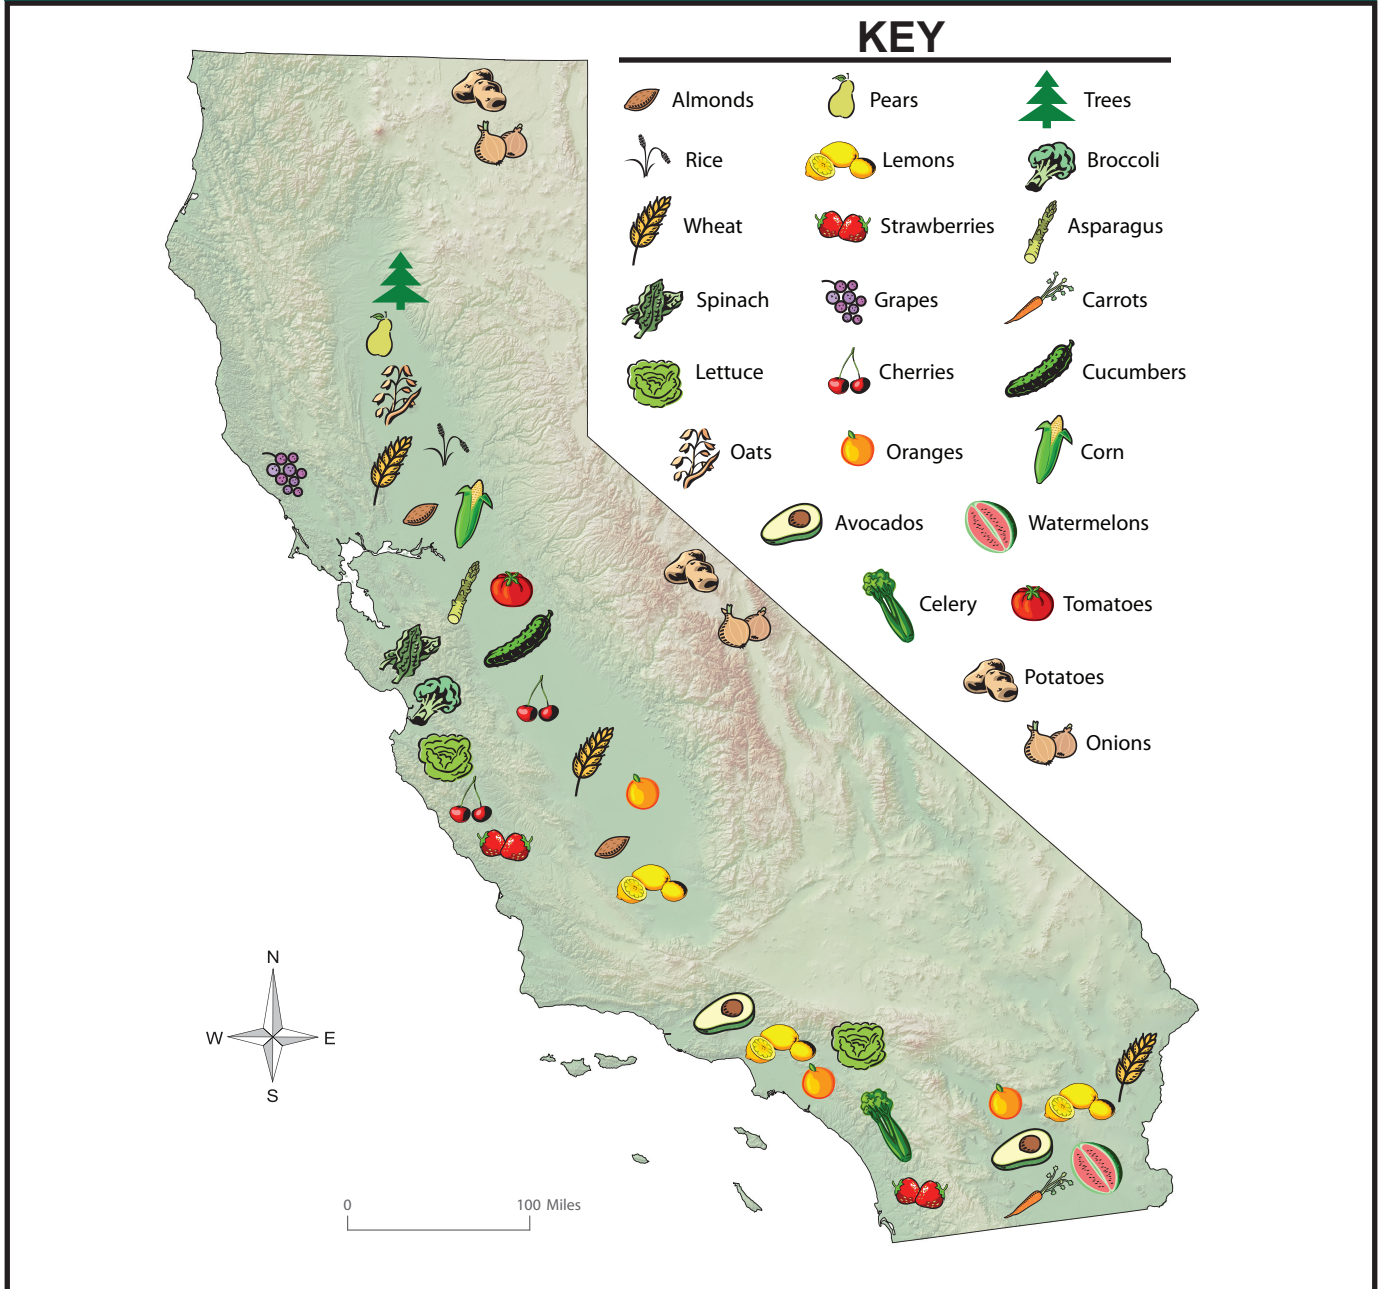 KEY
Almonds
Pears
Trees
Rice
Lemons
Broccoli
Wheat
Strawberries
Asparagus
Spinach
Grapes
Carrots
Lettuce
Cherries
Cucumbers
Oats
Oranges
Corn
Avocados
Watermelons
Celery
Tomatoes
Potatoes
Onions
N
W
E
S
0
100 Miles